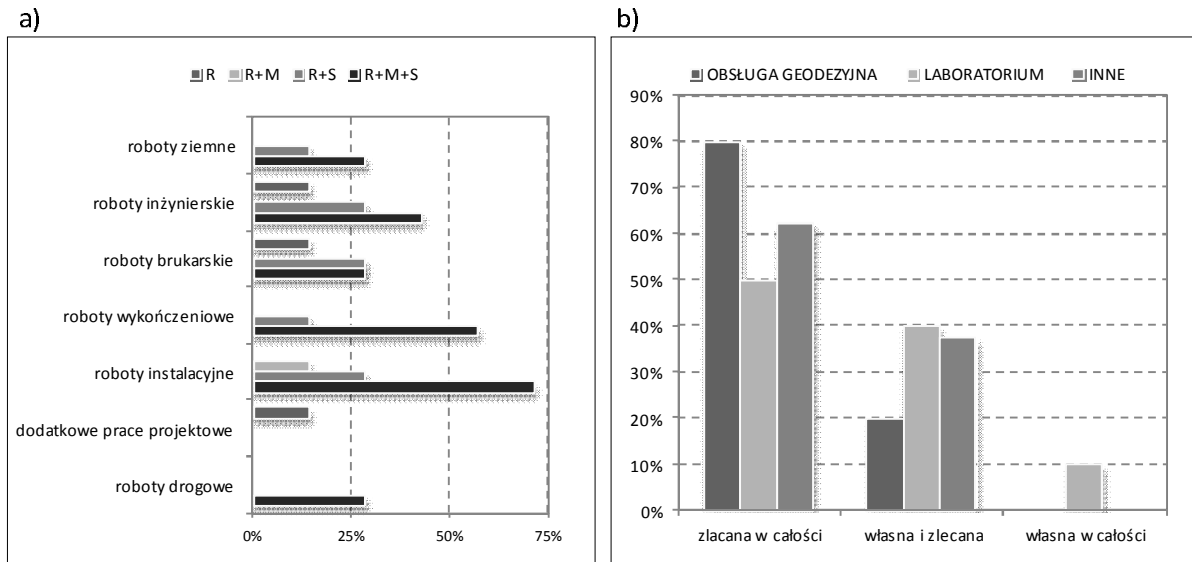 a)
R R+M R+S R+M+S
roboty ziemne
roboty inżynierskie
roboty brukarskie
roboty wykończeniowe
roboty instalacyjne
dodatkowe prace projektowe
roboty drogowe
0% 25% 50% 75%
b)
OBSŁUGA GEODEZYJNA LABORATORIUM INNE
90%
80%
70%
60%
50%
40%
30%
20%
10%
0%
zlacana w całości własna i zlecana własna w całości